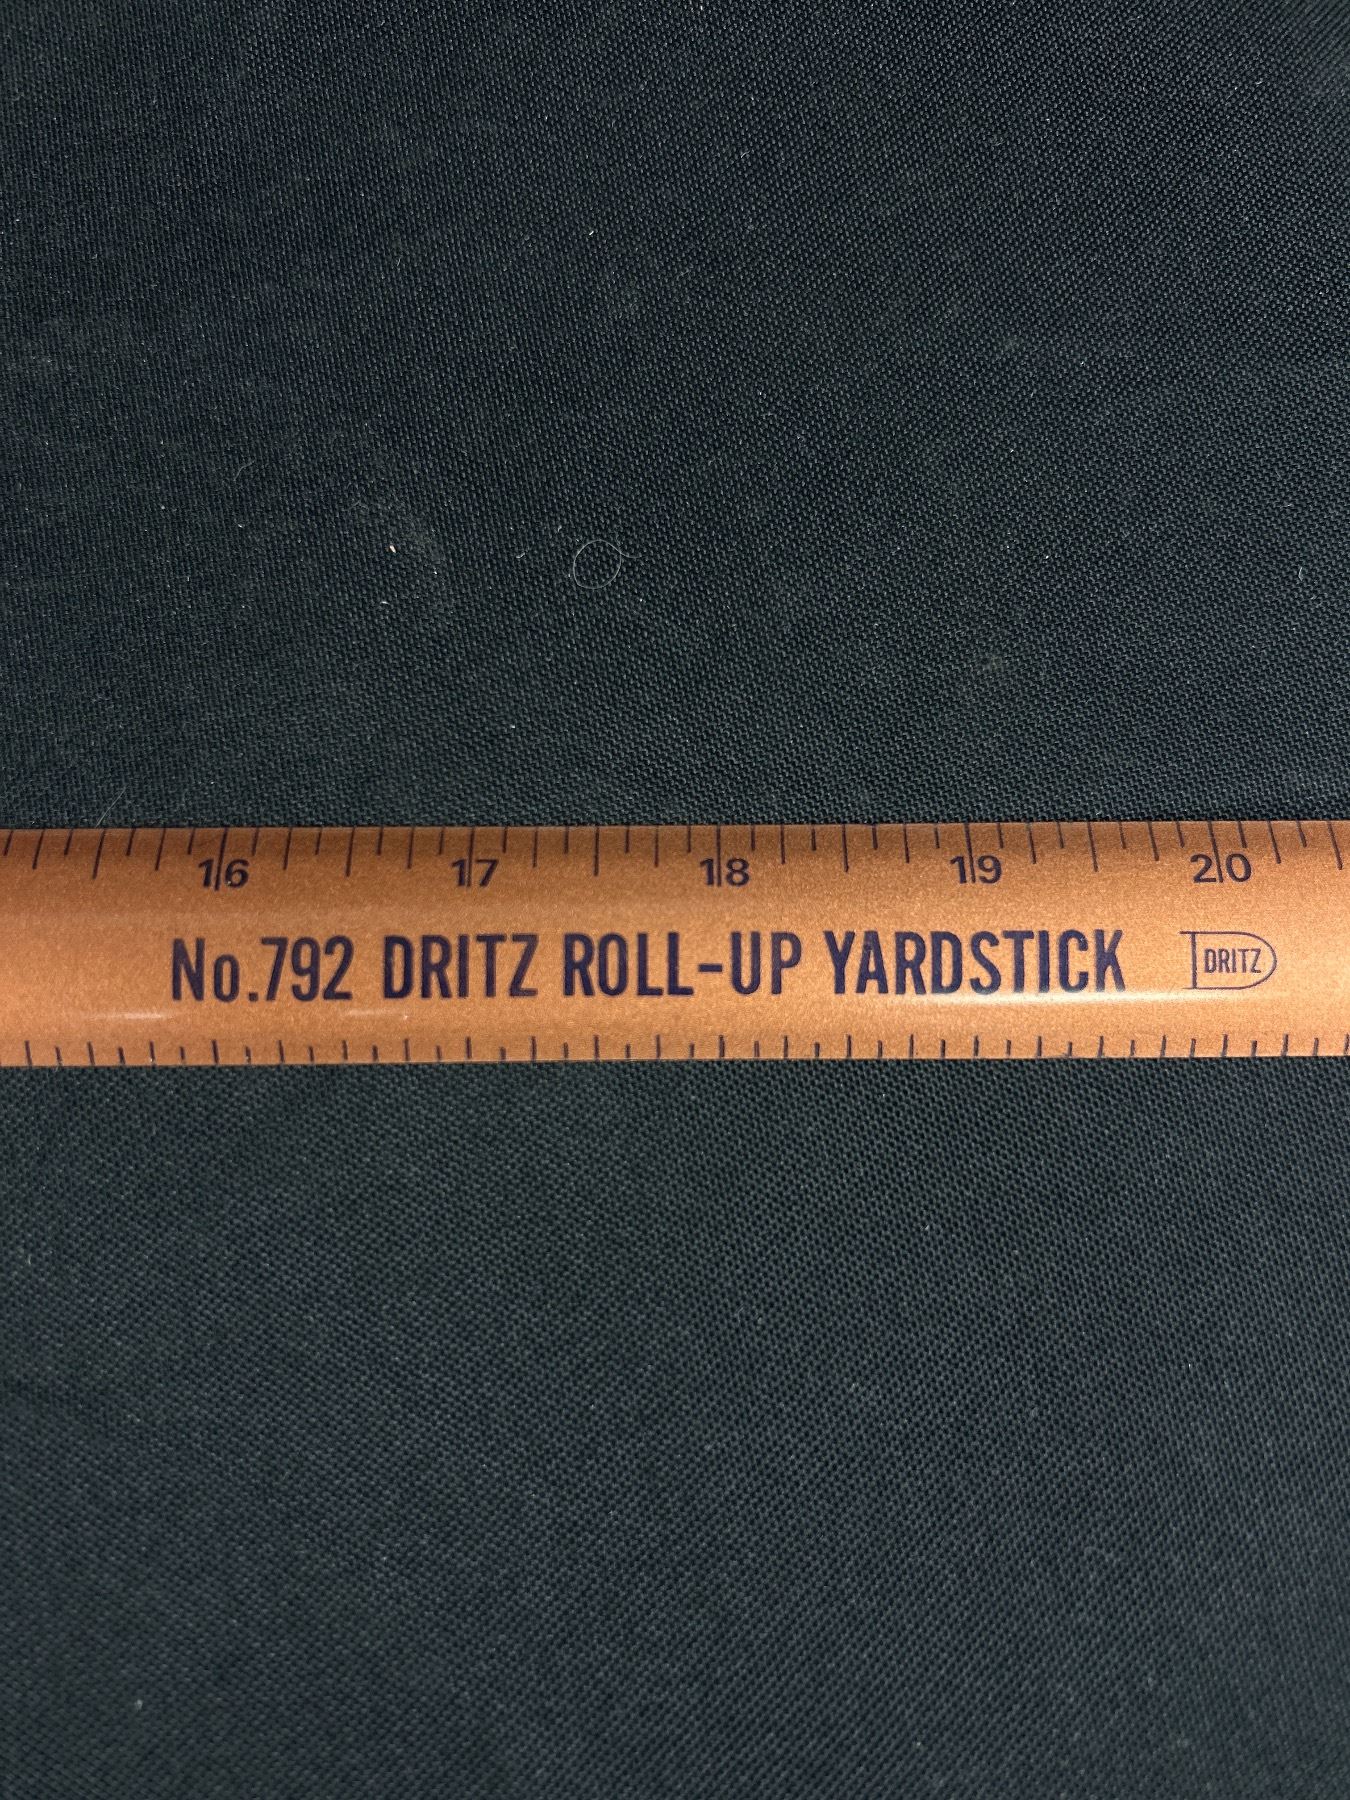 16 17 18 19 20
No.792 DRITZ ROLL-UP YARDSTICK DRITZ